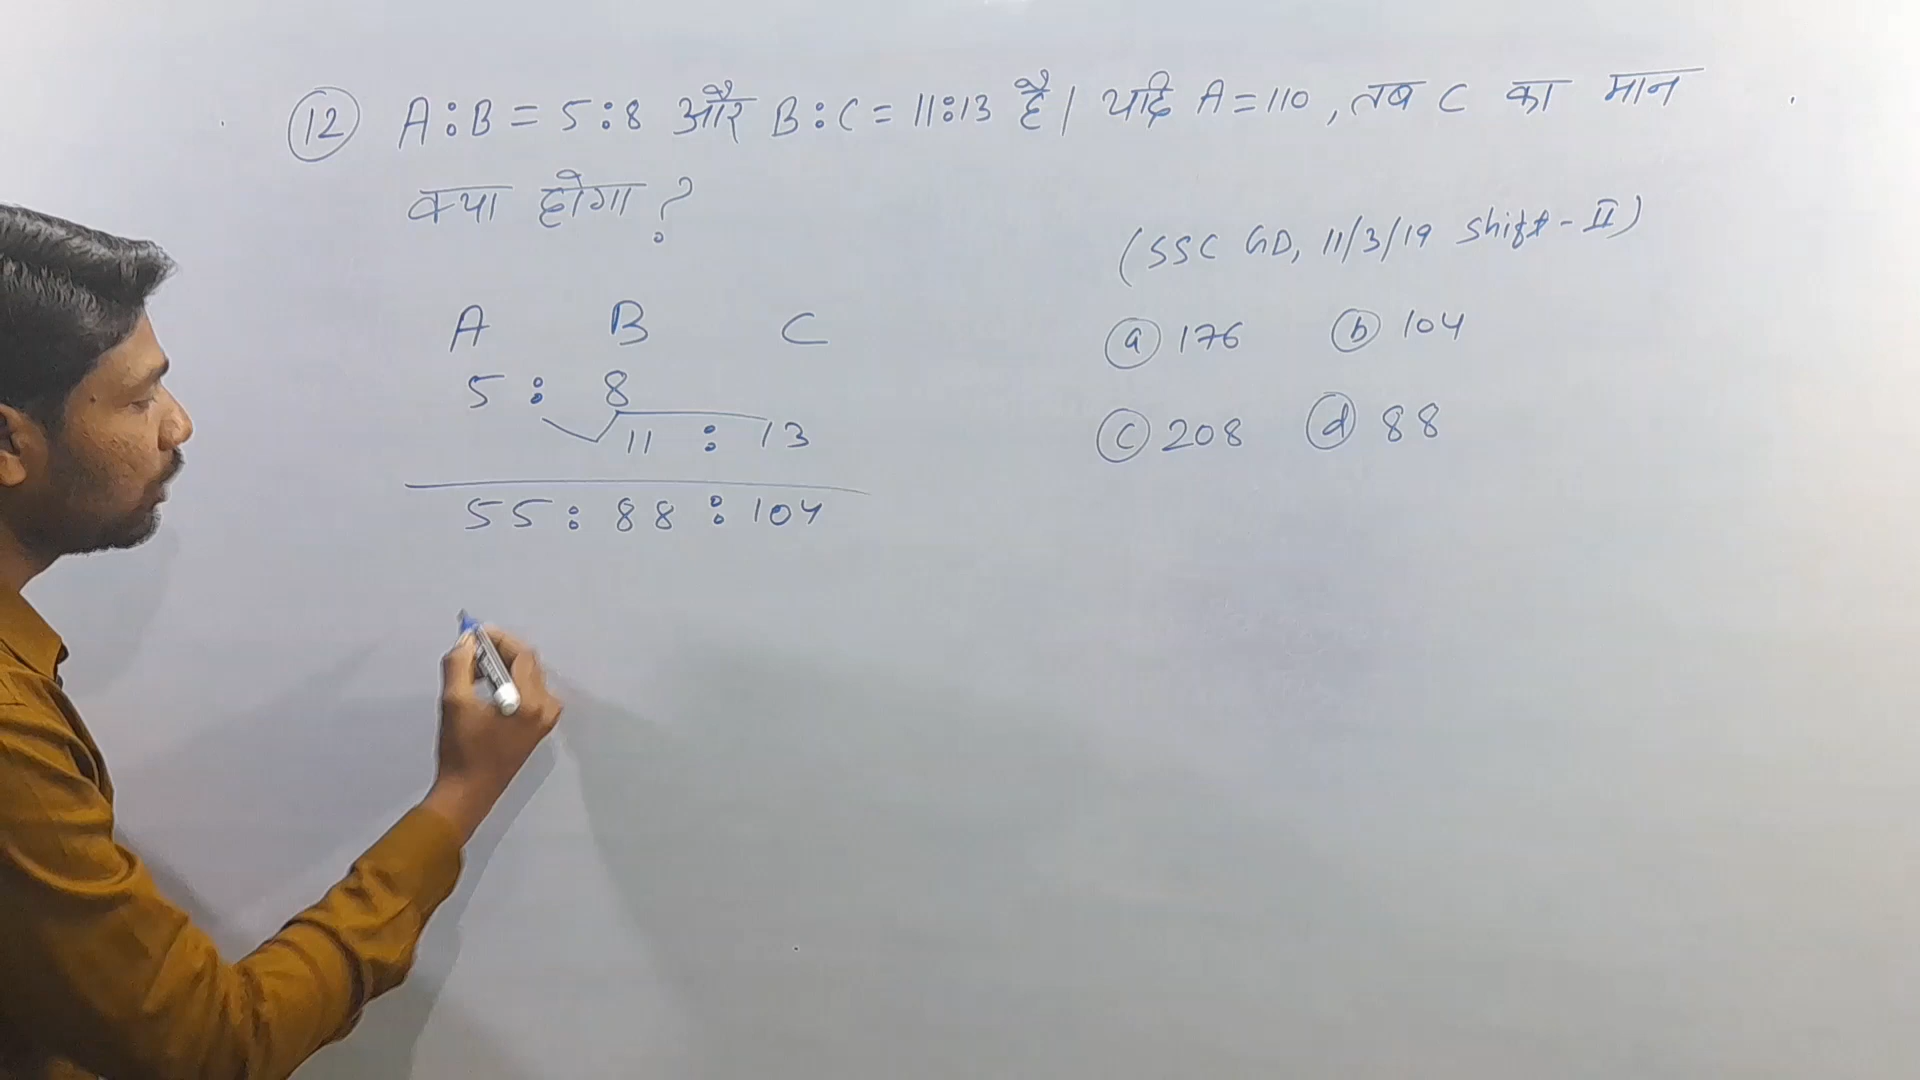 12 A:B = 5:8 और B:C = 11:13 है। यदि A=110, तब C का मान
क्या होगा?
(SSC GD, 11/3/19 Shift-II)
A B C
5 : 8
11 : 13
55 : 88 : 104
a 176 b 104
c 208 d 88